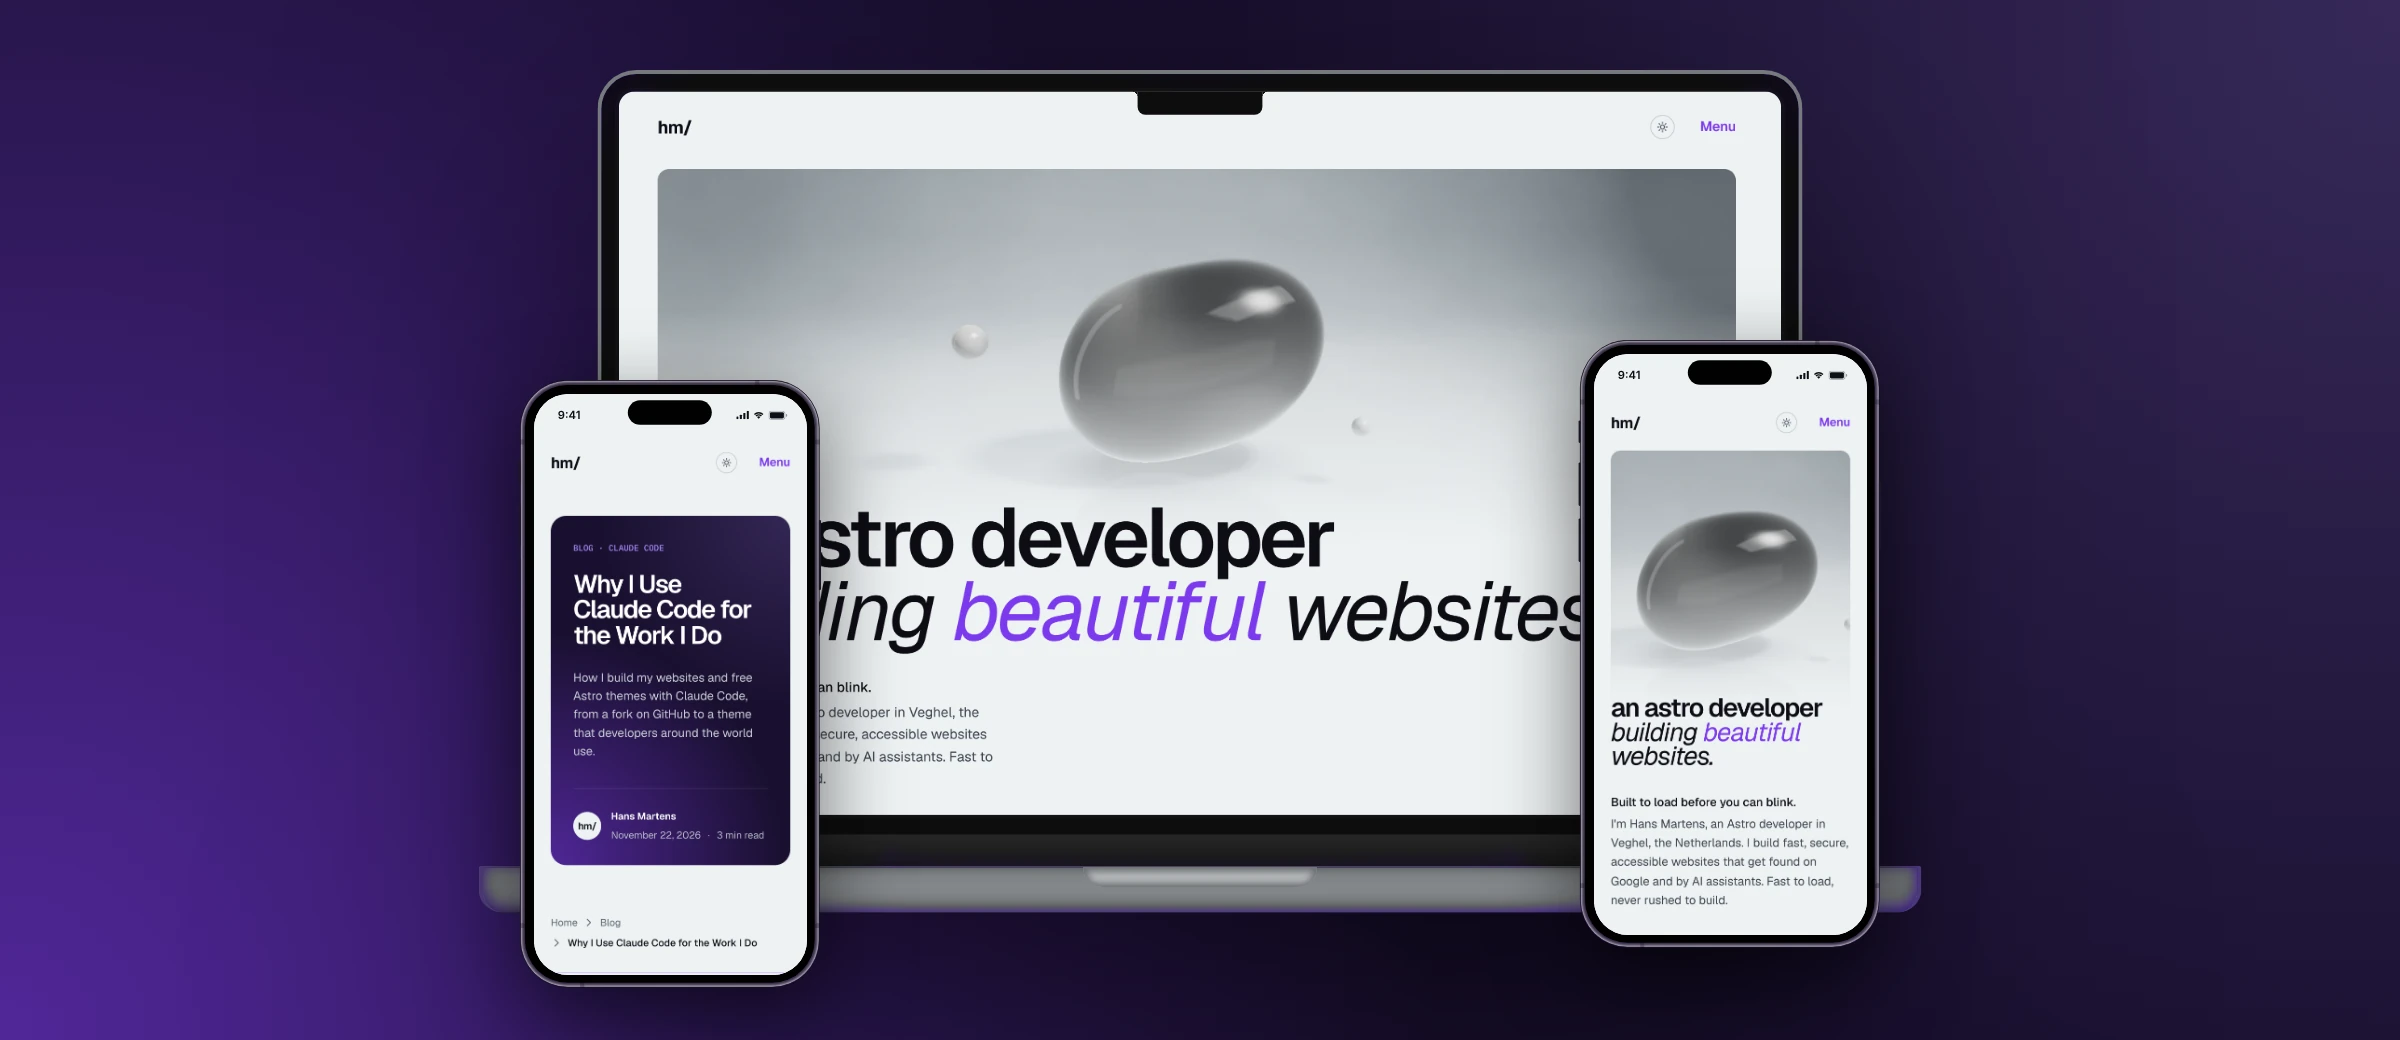 hm/
Menu
stro developer
ling beautiful websites
an blink.
developer in Veghel, the
ecure, accessible websites
and by AI assistants. Fast to
d.
9:41
hm/
Menu
BLOG · CLAUDE CODE
Why I Use
Claude Code for
the Work I Do
How I build my websites and free
Astro themes with Claude Code,
from a fork on GitHub to a theme
that developers around the world
use.
hm/
Hans Martens
November 22, 2026 · 3 min read
Home > Blog
> Why I Use Claude Code for the Work I Do
9:41
hm/
Menu
an astro developer
building beautiful
websites.
Built to load before you can blink.
I'm Hans Martens, an Astro developer in
Veghel, the Netherlands. I build fast, secure,
accessible websites that get found on
Google and by AI assistants. Fast to load,
never rushed to build.